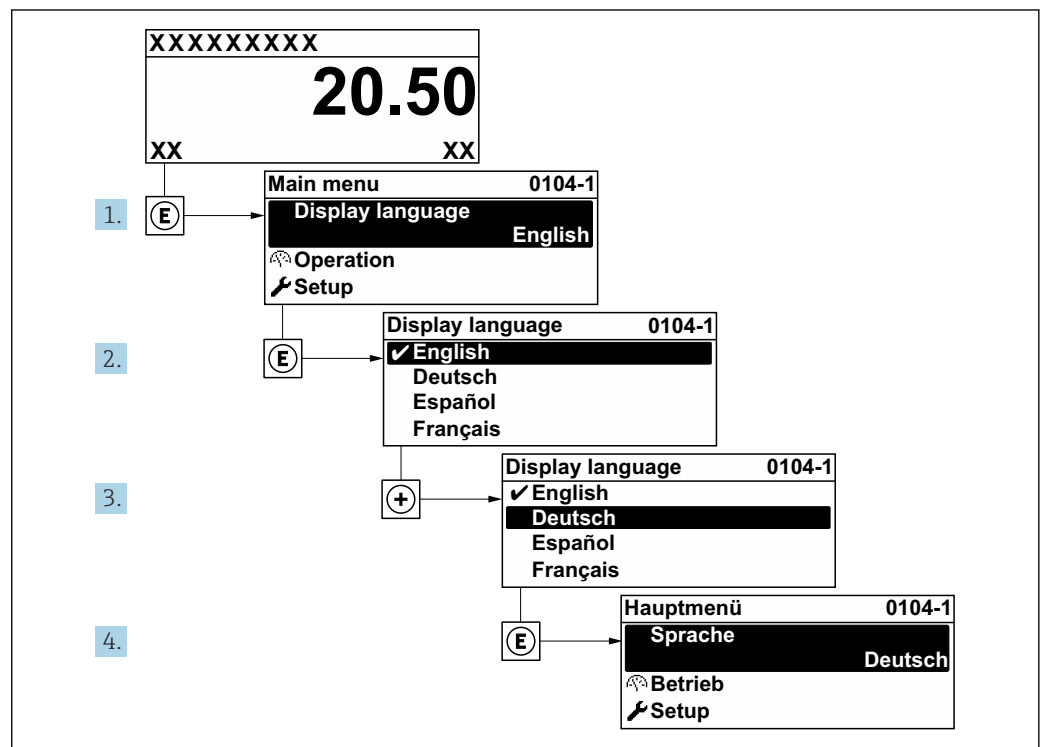 XXXXXXXXX
20.50
XX XX
1. E
Main menu 0104-1
Display language
English
Operation
Setup
2. E
Display language 0104-1
✔English
Deutsch
Español
Français
3. +
Display language 0104-1
✔English
Deutsch
Español
Français
4. E
Hauptmenü 0104-1
Sprache
Deutsch
Betrieb
Setup